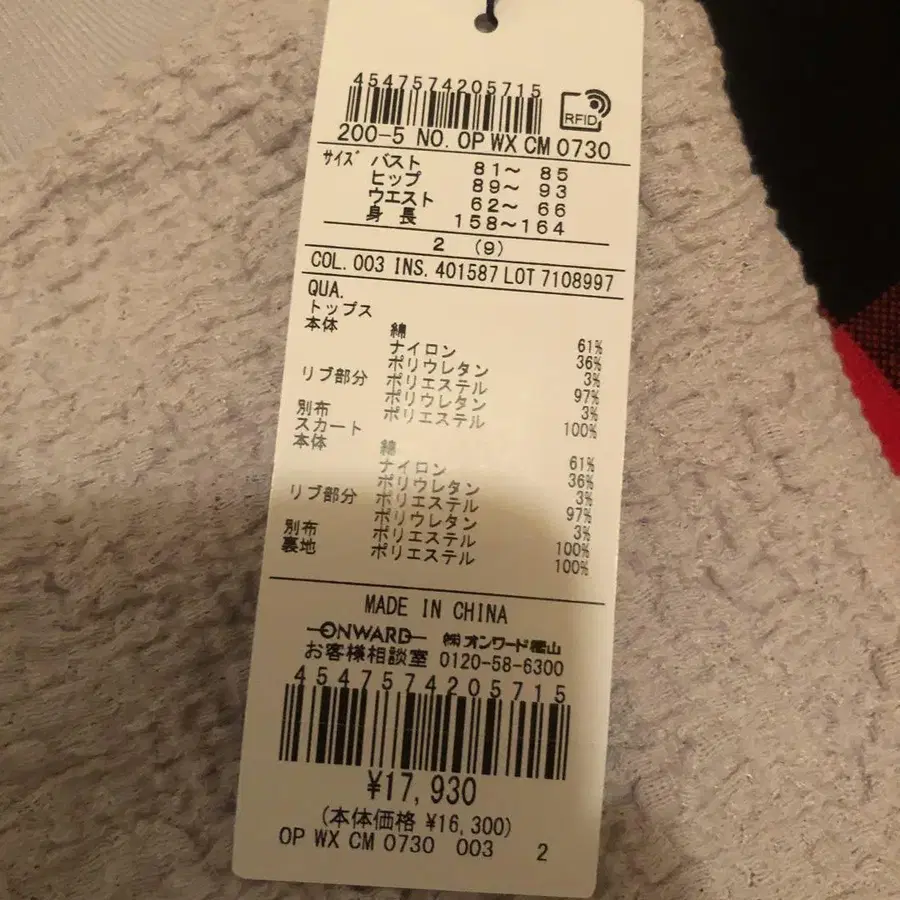 4547574205715
RFID
200-5 NO. OP WX CM 0730
サイズ バスト 81～ 85
ヒップ 89～ 93
ウエスト 62～ 66
身長 158～164
2 (9)
COL. 003 INS. 401587 LOT 7108997
QUA.
トップス
本体 綿 61%
ナイロン 36%
ポリウレタン 3%
リブ部分 ポリエステル 97%
ポリウレタン 3%
別布 ポリエステル 100%
スカート
本体 綿 61%
ナイロン 36%
ポリウレタン 3%
リブ部分 ポリエステル 97%
ポリウレタン 3%
別布 ポリエステル 100%
裏地 ポリエステル 100%
MADE IN CHINA
ONWARD ㈱オンワード樫山
お客様相談室 0120-58-6300
4547574205715
¥17,930
(本体価格 ¥16,300)
OP WX CM 0730 003 2